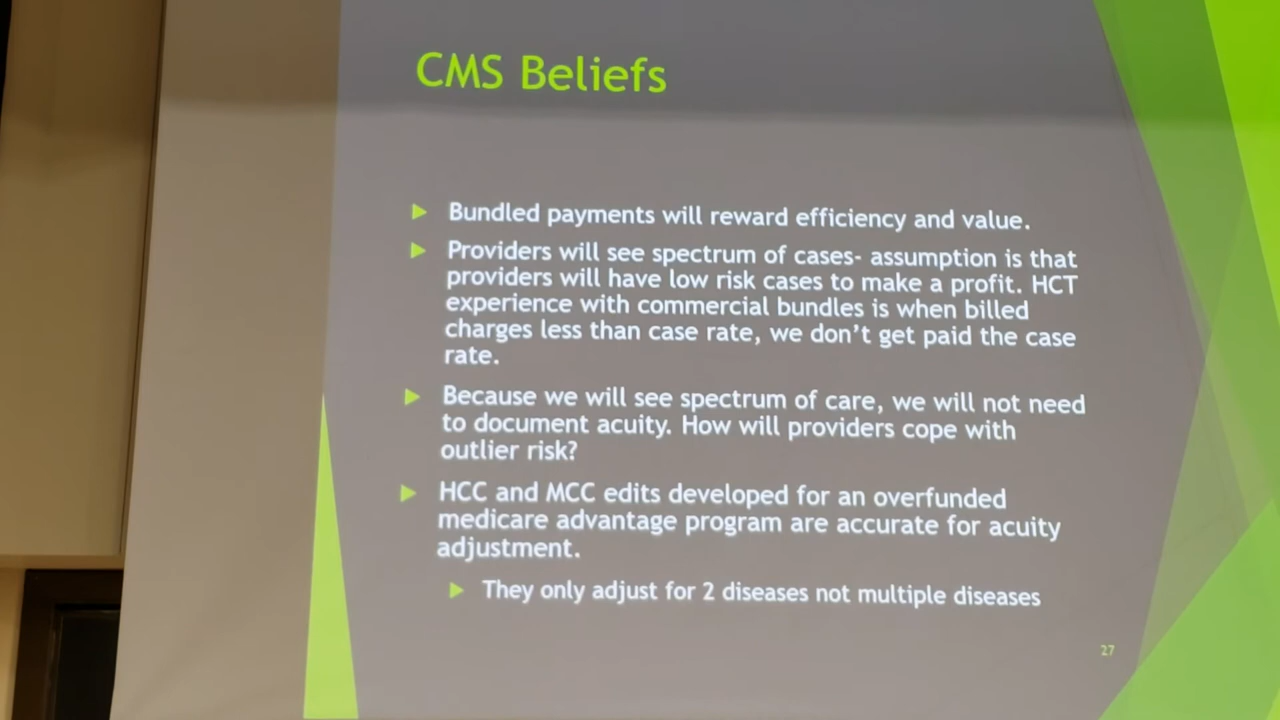 CMS Beliefs
Bundled payments will reward efficiency and value.
Providers will see spectrum of cases- assumption is that
providers will have low risk cases to make a profit. HCT
experience with commercial bundles is when billed
charges less than case rate, we don’t get paid the case
rate.
Because we will see spectrum of care, we will not need
to document acuity. How will providers cope with
outlier risk?
HCC and MCC edits developed for an overfunded
medicare advantage program are accurate for acuity
adjustment.
They only adjust for 2 diseases not multiple diseases
27